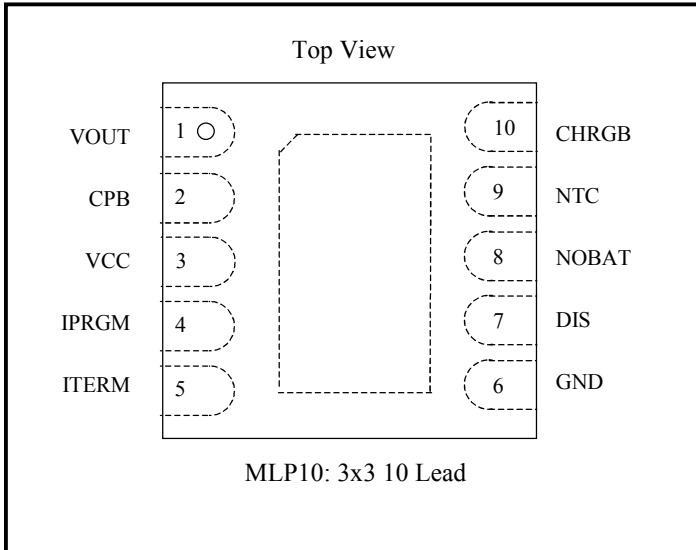 Top View
VOUT 1 10 CHRGB
CPB 2 9 NTC
VCC 3 8 NOBAT
IPRGM 4 7 DIS
ITERM 5 6 GND
MLP10: 3x3 10 Lead